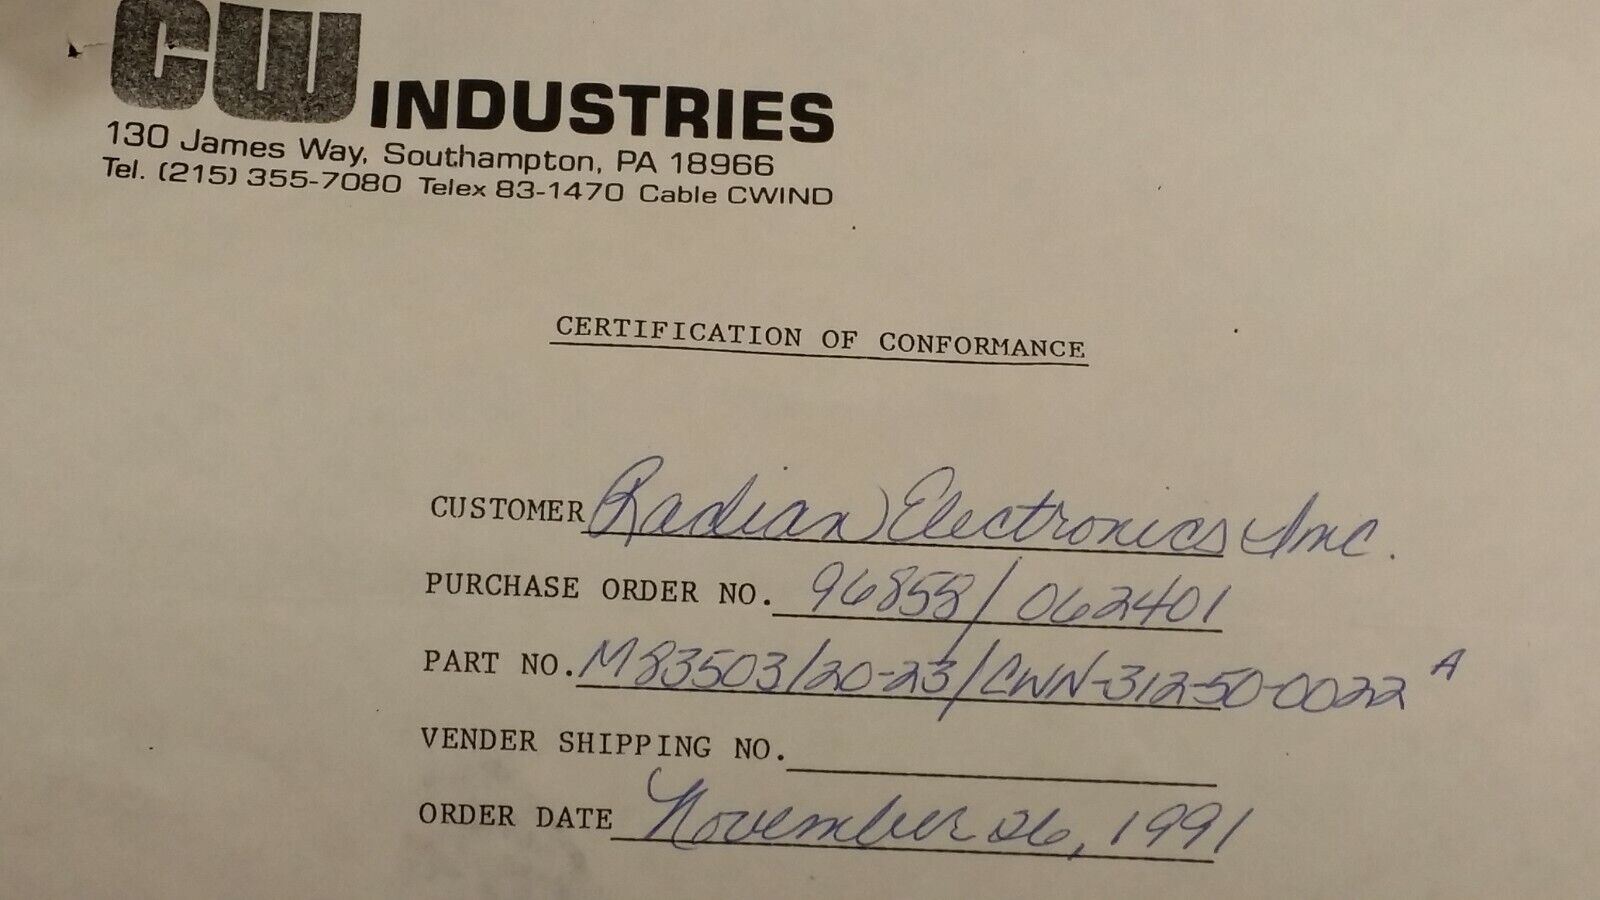 CW INDUSTRIES
130 James Way, Southampton, PA 18966
Tel. (215) 355-7080 Telex 83-1470 Cable CWIND
CERTIFICATION OF CONFORMANCE
CUSTOMER Radian Electronics Inc.
PURCHASE ORDER NO. 96858/062401
PART NO. M83503/20-23/CWN-312-50-0022 A
VENDER SHIPPING NO.
ORDER DATE November 26, 1991